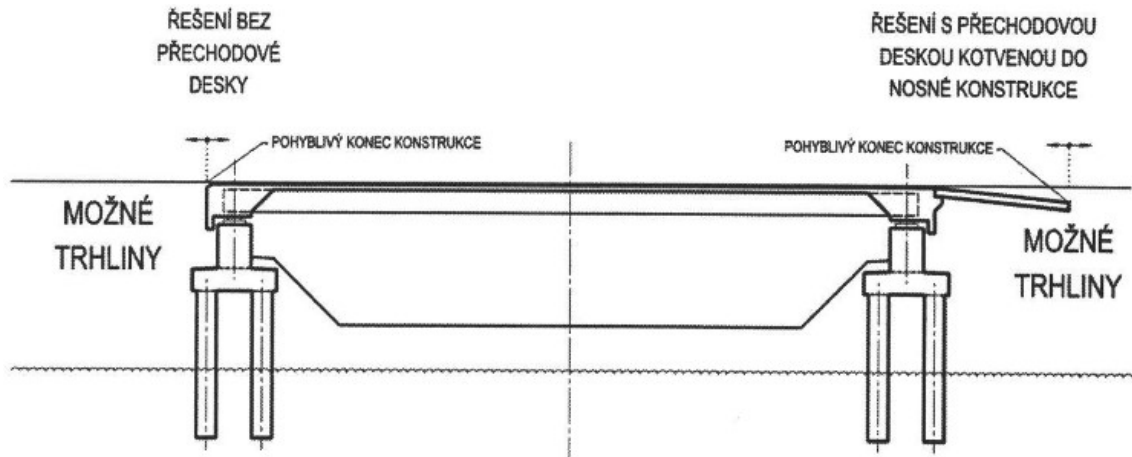 ŘEŠENÍ BEZ
PŘECHODOVÉ
DESKY
ŘEŠENÍ S PŘECHODOVOU
DESKOU KOTVENOU DO
NOSNÉ KONSTRUKCE
POHYBLIVÝ KONEC KONSTRUKCE
POHYBLIVÝ KONEC KONSTRUKCE
MOŽNÉ
TRHLINY
MOŽNÉ
TRHLINY